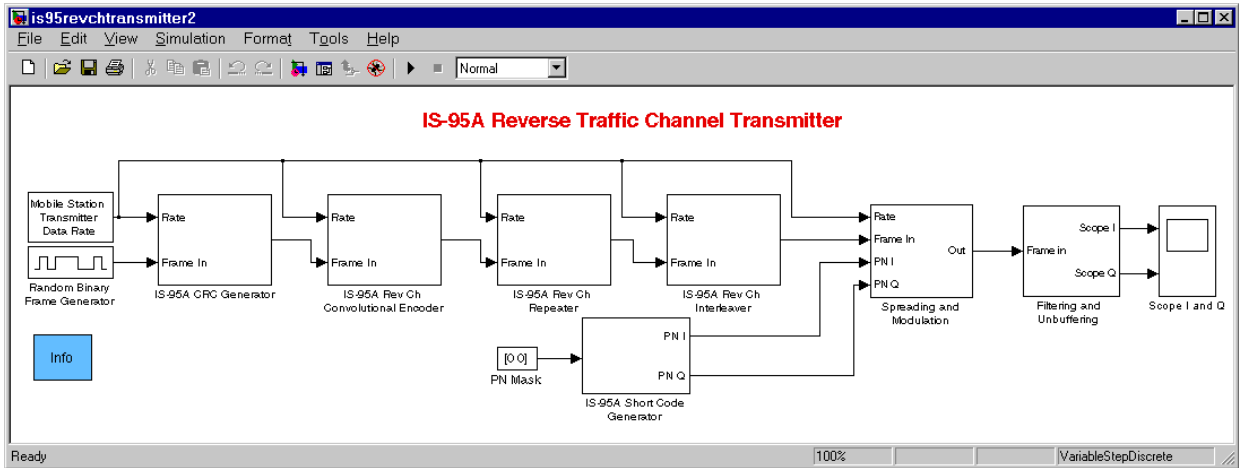 is95revchtransmitter2
File Edit View Simulation Format Tools Help
Normal
IS-95A Reverse Traffic Channel Transmitter
Mobile Station
Transmitter
Data Rate
Random Binary
Frame Generator
Rate
Frame In
IS-95A CRC Generator
Rate
Frame In
IS-95A Rev Ch
Convolutional Encoder
Rate
Frame In
IS-95A Rev Ch
Repeater
Rate
Frame In
IS-95A Rev Ch
Interleaver
Rate
Frame In
PN I
PN Q
Out
Spreading and
Modulation
Frame in
Scope I
Scope Q
Filtering and
Unbuffering
Scope I and Q
Info
[0 0]
PN Mask
PN I
PN Q
IS-95A Short Code
Generator
Ready
100%
VariableStepDiscrete